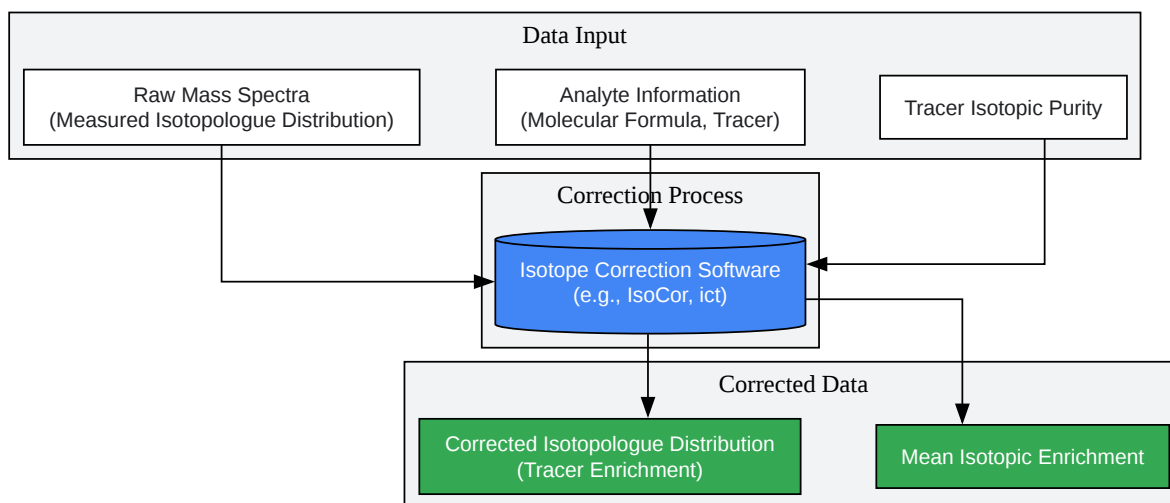 Data Input
Raw Mass Spectra
(Measured Isotopologue Distribution)
Analyte Information
(Molecular Formula, Tracer)
Tracer Isotopic Purity
Correction Process
Isotope Correction Software
(e.g., IsoCor, ict)
Corrected Data
Corrected Isotopologue Distribution
(Tracer Enrichment)
Mean Isotopic Enrichment